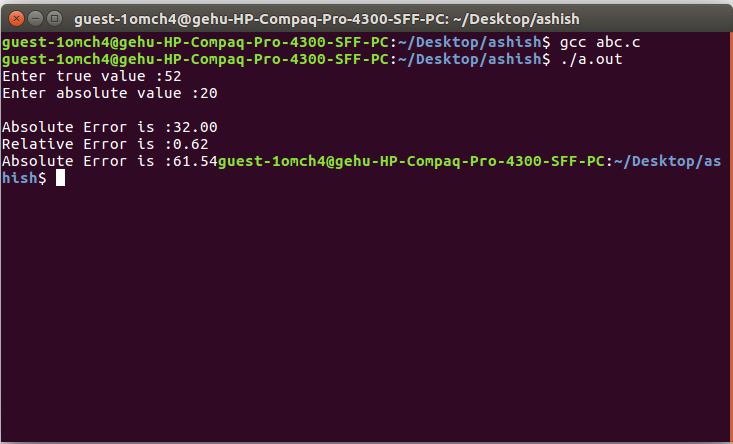 guest-1omch4@gehu-HP-Compaq-Pro-4300-SFF-PC: ~/Desktop/ashish
guest-1omch4@gehu-HP-Compaq-Pro-4300-SFF-PC:~/Desktop/ashish$ gcc abc.c
guest-1omch4@gehu-HP-Compaq-Pro-4300-SFF-PC:~/Desktop/ashish$ ./a.out
Enter true value :52
Enter absolute value :20
Absolute Error is :32.00
Relative Error is :0.62
Absolute Error is :61.54guest-1omch4@gehu-HP-Compaq-Pro-4300-SFF-PC:~/Desktop/as
hish$